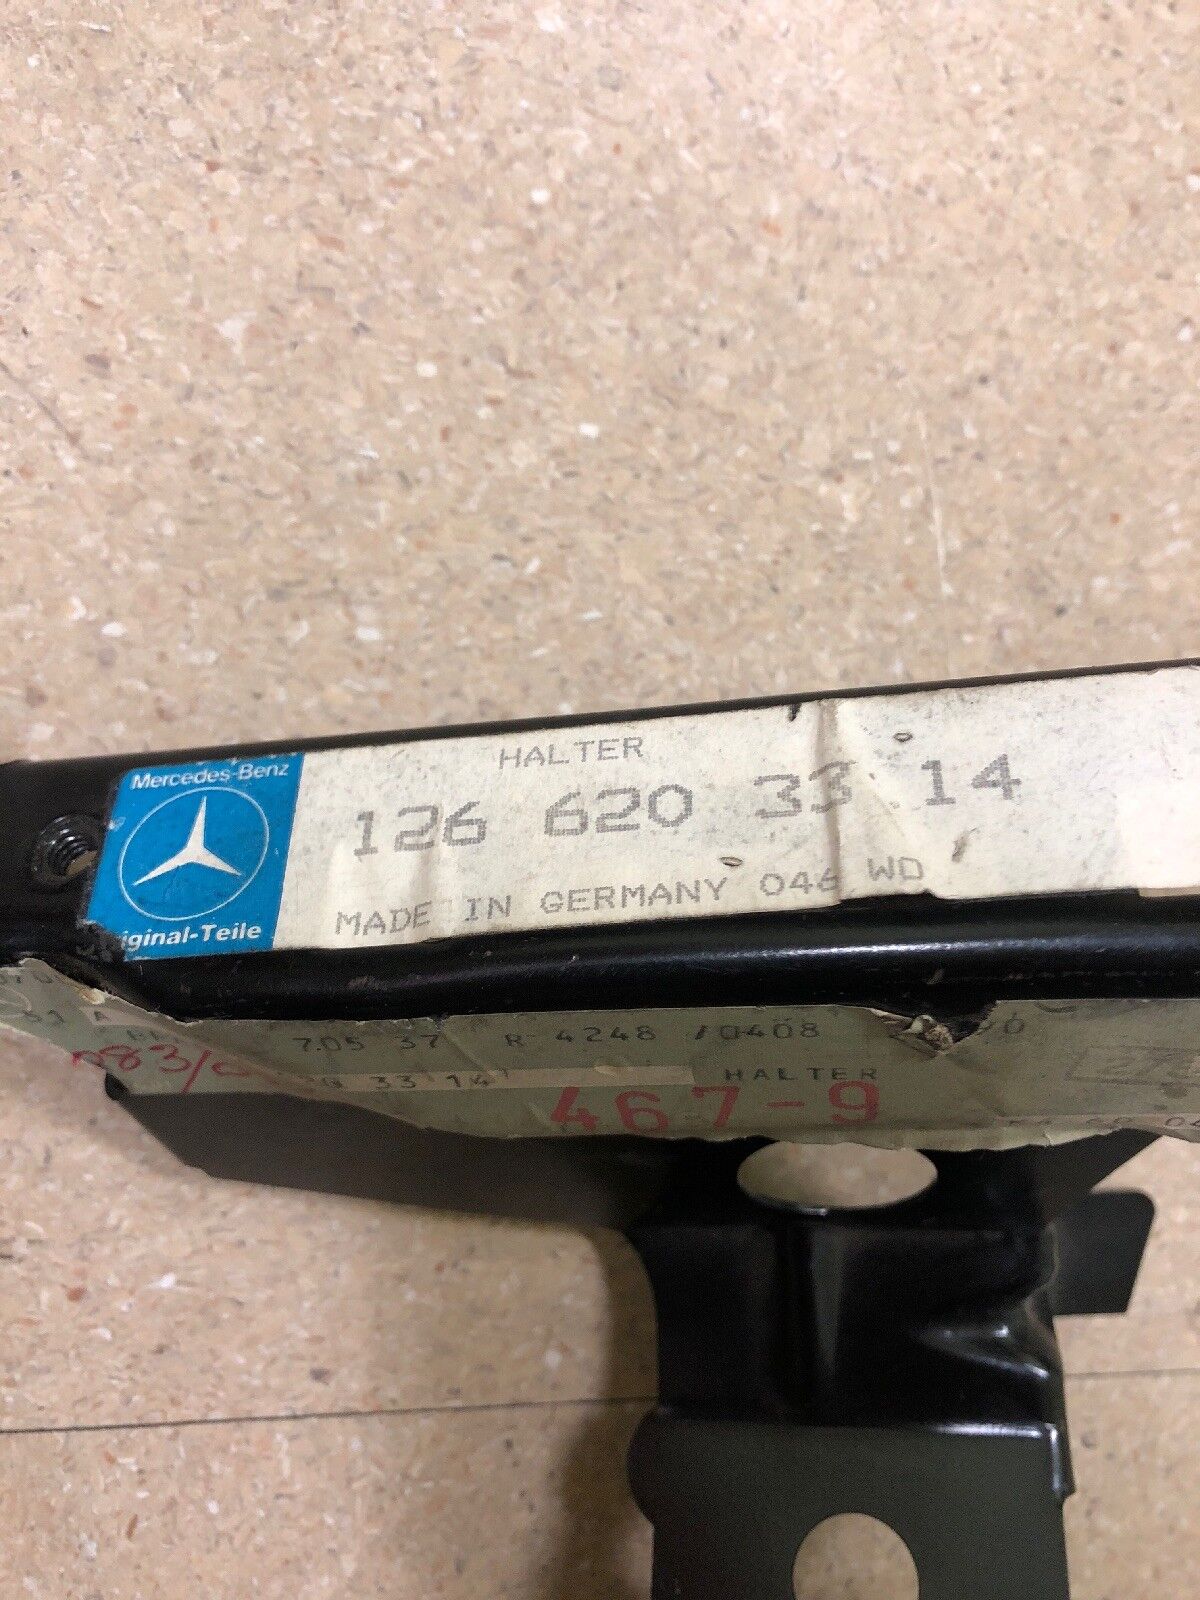 HALTER
Mercedes-Benz
126 620 33 14
MADE IN GERMANY 046 WD
iginal-Teile
7.05 37 R 4248 /0408
33 14 HALTER
467-9